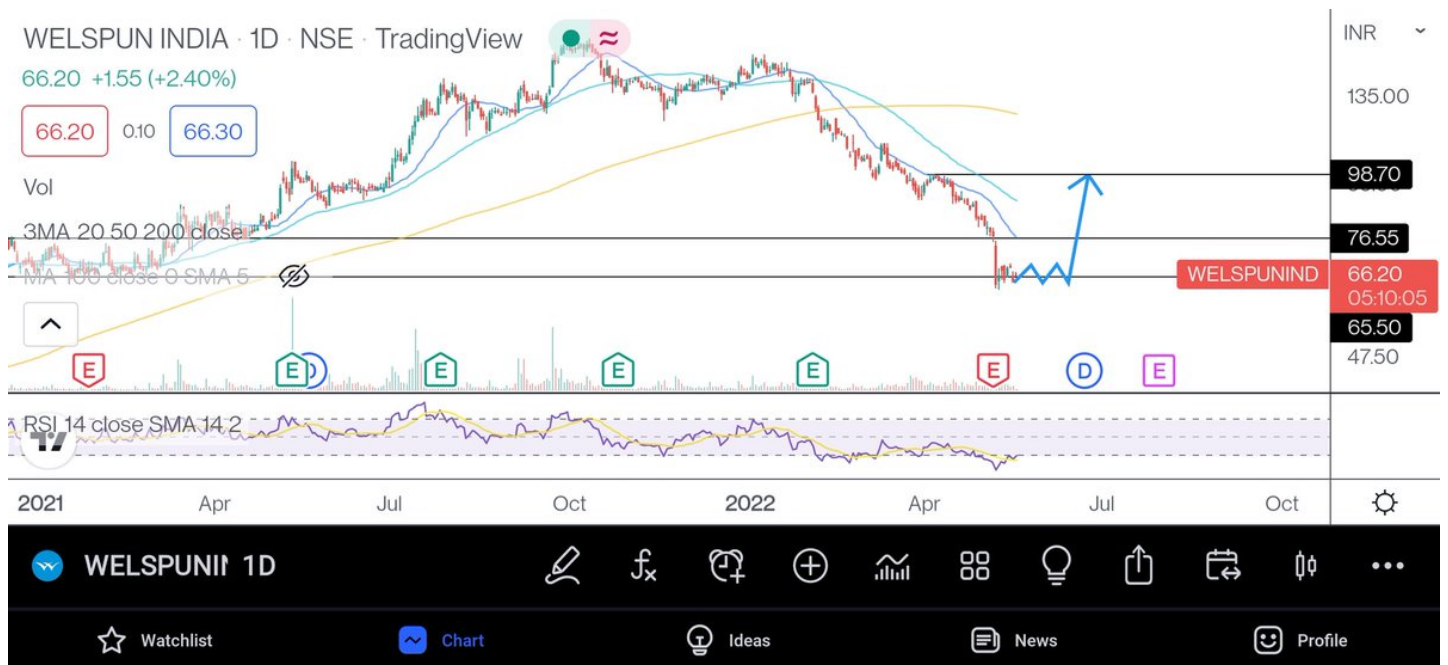 WELSPUN INDIA · 1D · NSE · TradingView
INR
66.20 +1.55 (+2.40%)
135.00
66.20
0.10
66.30
98.70
Vol
3MA 20 50 200 close
76.55
MA 100 close 0 SMA 5
WELSPUNIND
66.20
05:10:05
65.50
47.50
E
E
D
E
E
E
E
D
E
RSI 14 close SMA 14 2
2021
Apr
Jul
Oct
2022
Apr
Jul
Oct
WELSPUNI 1D
Watchlist
Chart
Ideas
News
Profile